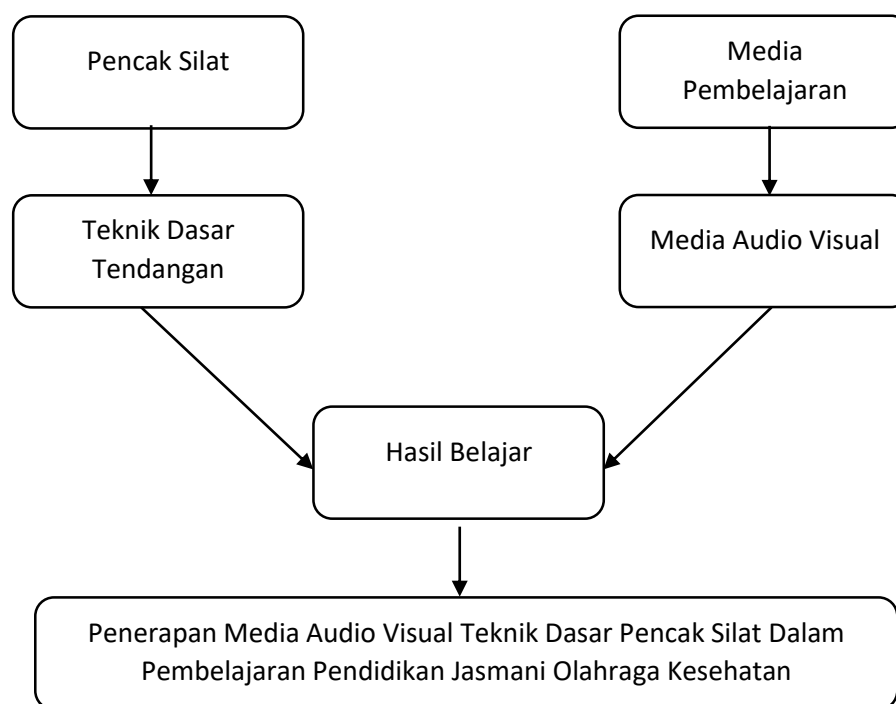 Pencak Silat
Media
Pembelajaran
Teknik Dasar
Tendangan
Media Audio Visual
Hasil Belajar
Penerapan Media Audio Visual Teknik Dasar Pencak Silat Dalam
Pembelajaran Pendidikan Jasmani Olahraga Kesehatan